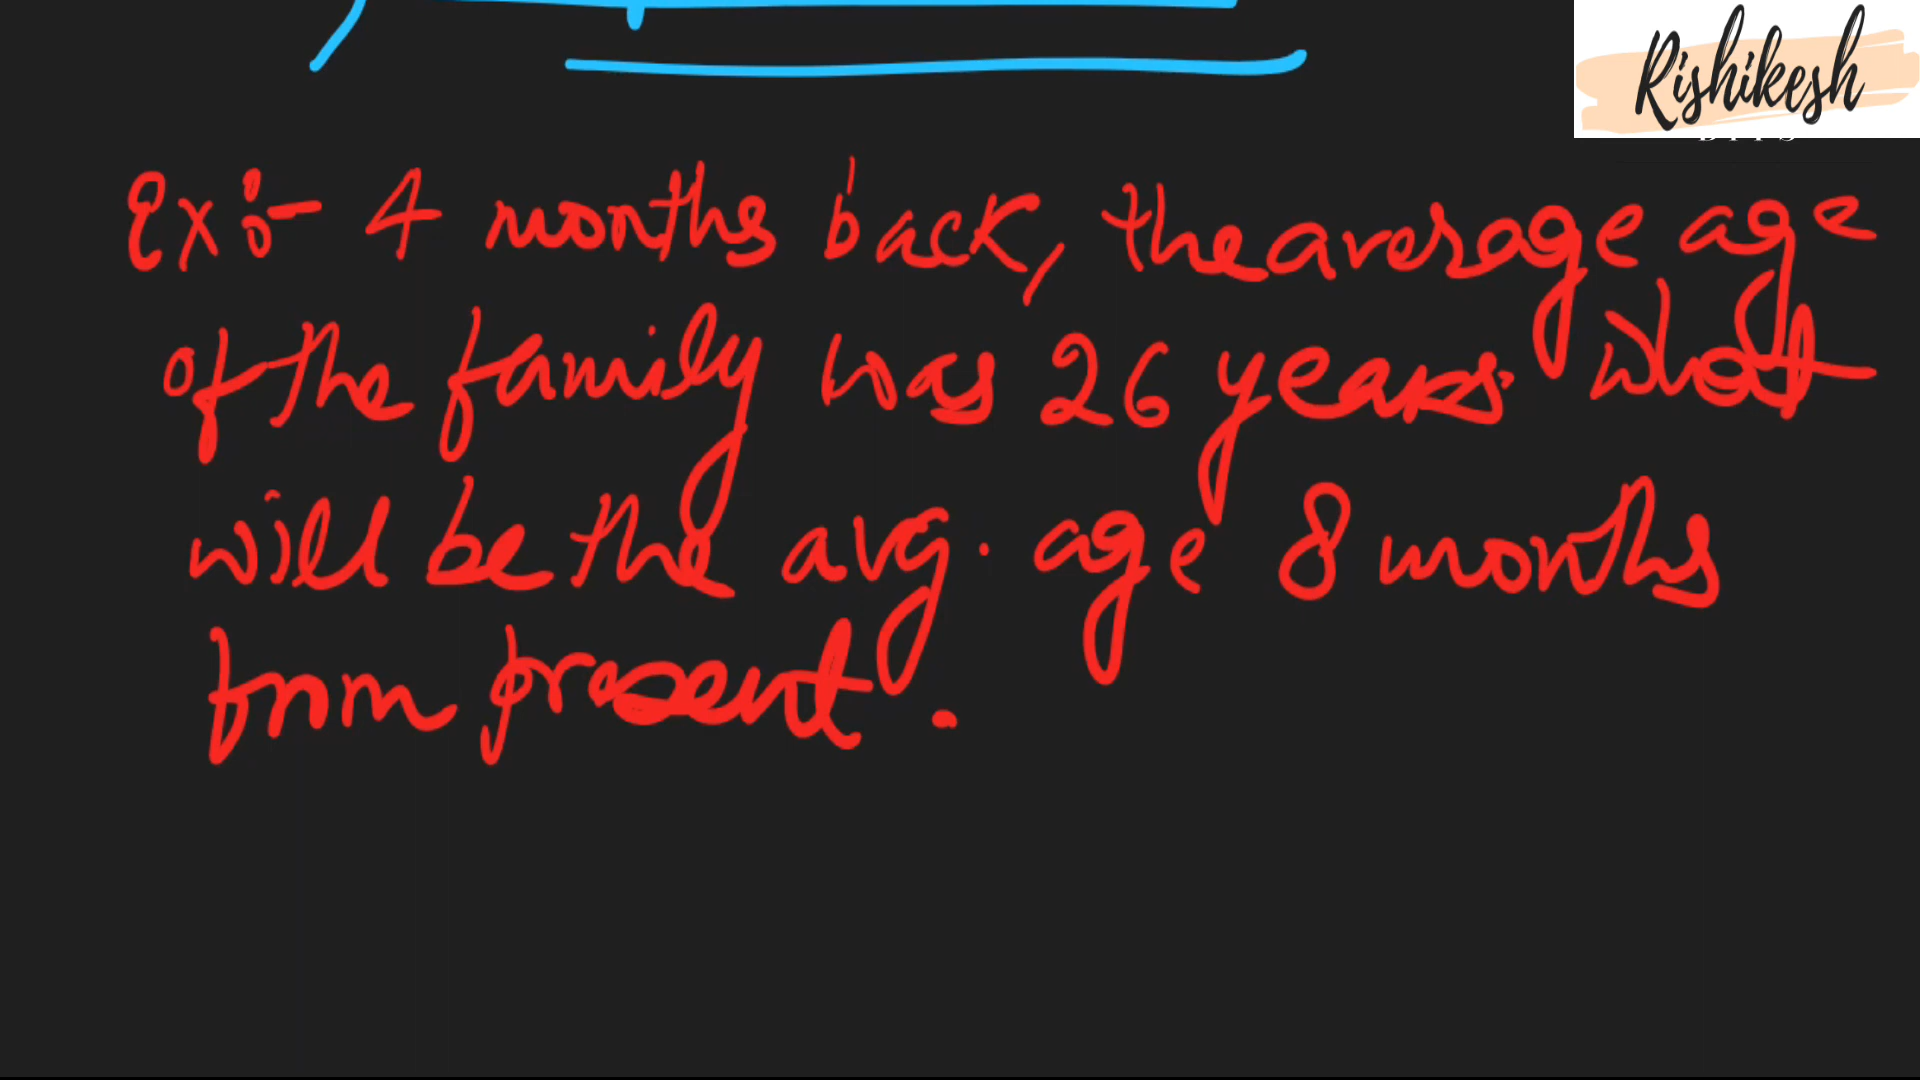 Rishikesh
Ex:- 4 months back, the average age
of the family was 26 years. What
will be the avg. age 8 months
from present.